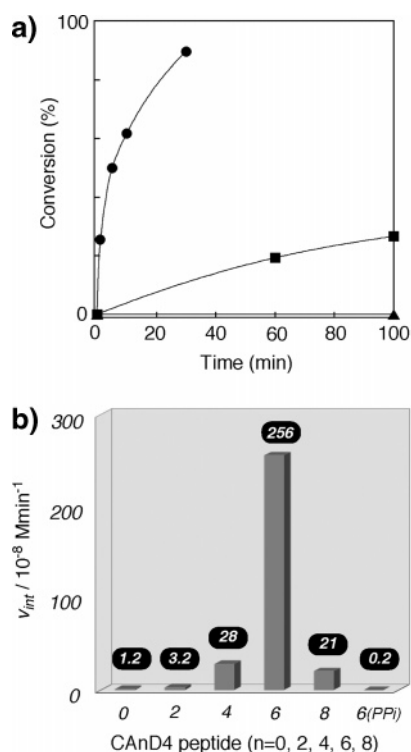 a)
100
Conversion (%)
0
0 20 40 60 80 100
Time (min)
b)
300
200
100
0
v_int / 10⁻⁸ Mmin⁻¹
1.2 3.2 28 256 21 0.2
0 2 4 6 8 6(PPi)
CAnD4 peptide (n=0, 2, 4, 6, 8)